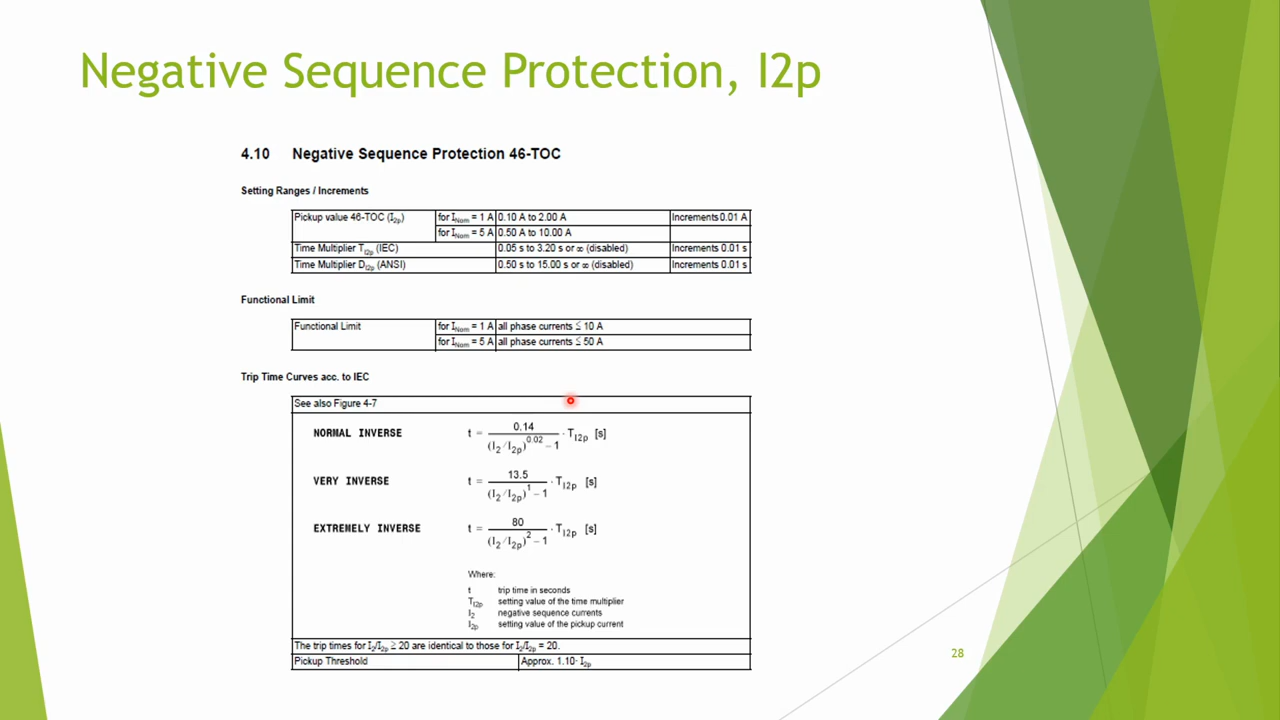 Negative Sequence Protection, I2p
4.10 Negative Sequence Protection 46-TOC
Setting Ranges / Increments
Pickup value 46-TOC (I2p) for INom = 1 A 0.10 A to 2.00 A Increments 0.01 A
for INom = 5 A 0.50 A to 10.00 A
Time Multiplier TI2p (IEC) 0.05 s to 3.20 s or ∞ (disabled) Increments 0.01 s
Time Multiplier DI2p (ANSI) 0.50 s to 15.00 s or ∞ (disabled) Increments 0.01 s
Functional Limit
Functional Limit for INom = 1 A all phase currents ≤ 10 A
for INom = 5 A all phase currents ≤ 50 A
Trip Time Curves acc. to IEC
See also Figure 4-7
NORMAL INVERSE t = 0.14 / ((I2/I2p)^0.02 – 1) · TI2p [s]
VERY INVERSE t = 13.5 / ((I2/I2p)^1 – 1) · TI2p [s]
EXTREMELY INVERSE t = 80 / ((I2/I2p)^2 – 1) · TI2p [s]
Where:
t trip time in seconds
TI2p setting value of the time multiplier
I2 negative sequence currents
I2p setting value of the pickup current
The trip times for I2/I2p ≥ 20 are identical to those for I2/I2p = 20.
Pickup Threshold Approx. 1.10· I2p
28